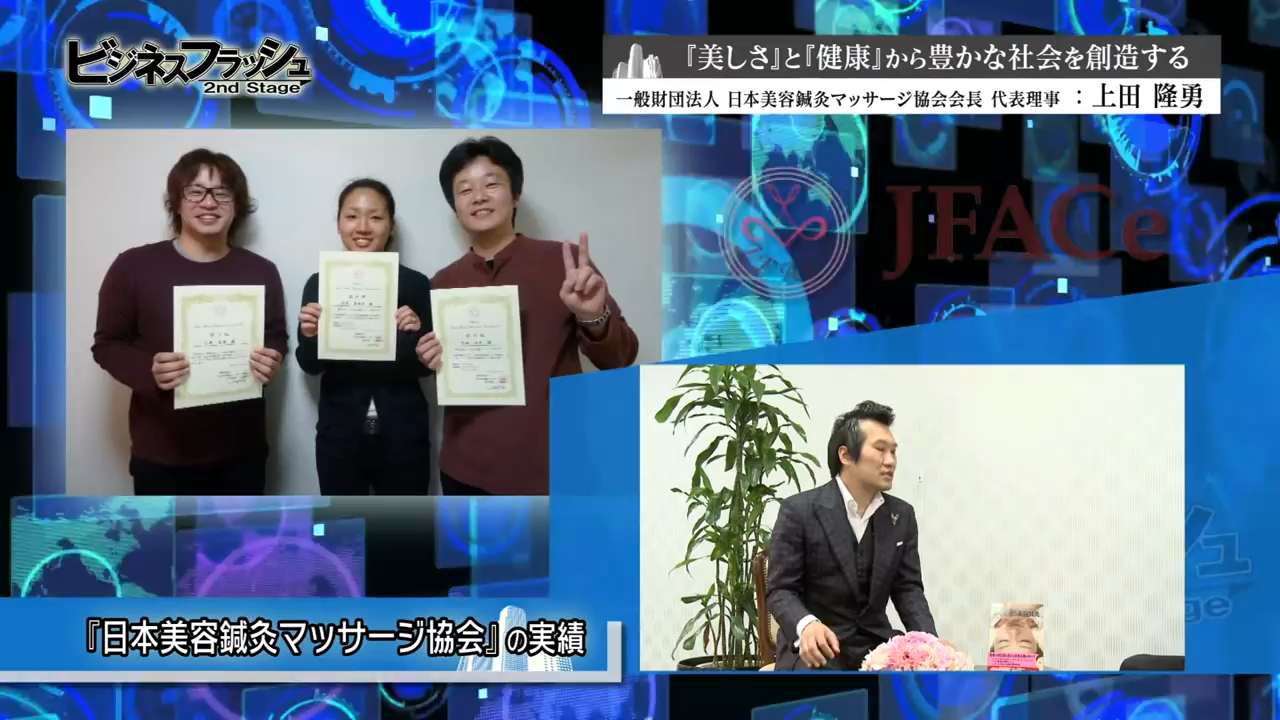 ビジネスフラッシュ
2nd Stage
『美しさ』と『健康』から豊かな社会を創造する
一般財団法人 日本美容鍼灸マッサージ協会会長 代表理事 ：上田 隆勇
JFACe
『日本美容鍼灸マッサージ協会』の実績